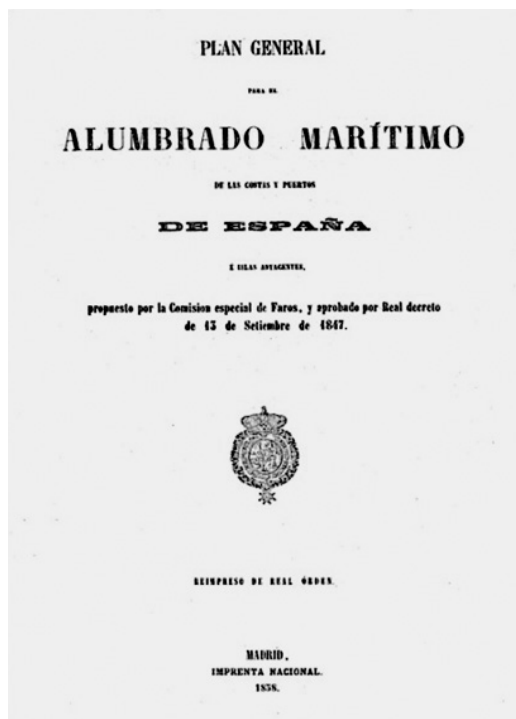 PLAN GENERAL
PARA EL
ALUMBRADO MARÍTIMO
DE LAS COSTAS Y PUERTOS
DE ESPAÑA
É ISLAS ADYACENTES,
propuesto por la Comision especial de Faros, y aprobado por Real decreto
de 13 de Setiembre de 1847.
REIMPRESO DE REAL ÓRDEN.
MADRID,
IMPRENTA NACIONAL.
1858.